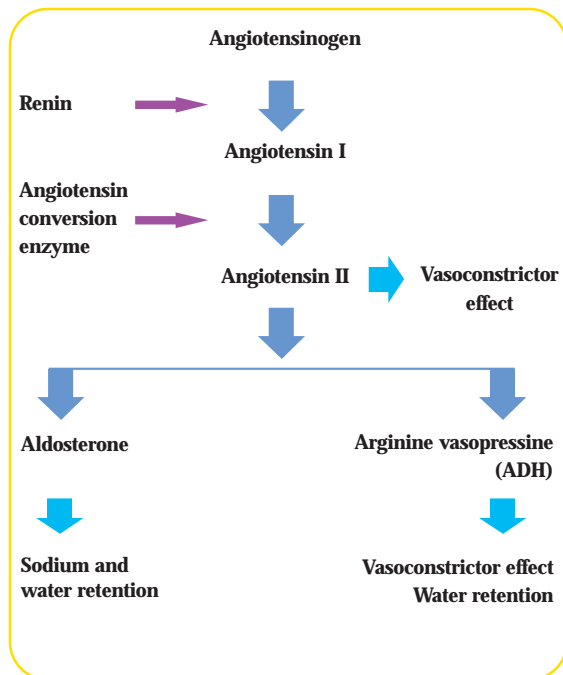 Angiotensinogen
Renin
Angiotensin I
Angiotensin
conversion
enzyme
Angiotensin II
Vasoconstrictor
effect
Aldosterone
Arginine vasopressine
(ADH)
Sodium and
water retention
Vasoconstrictor effect
Water retention